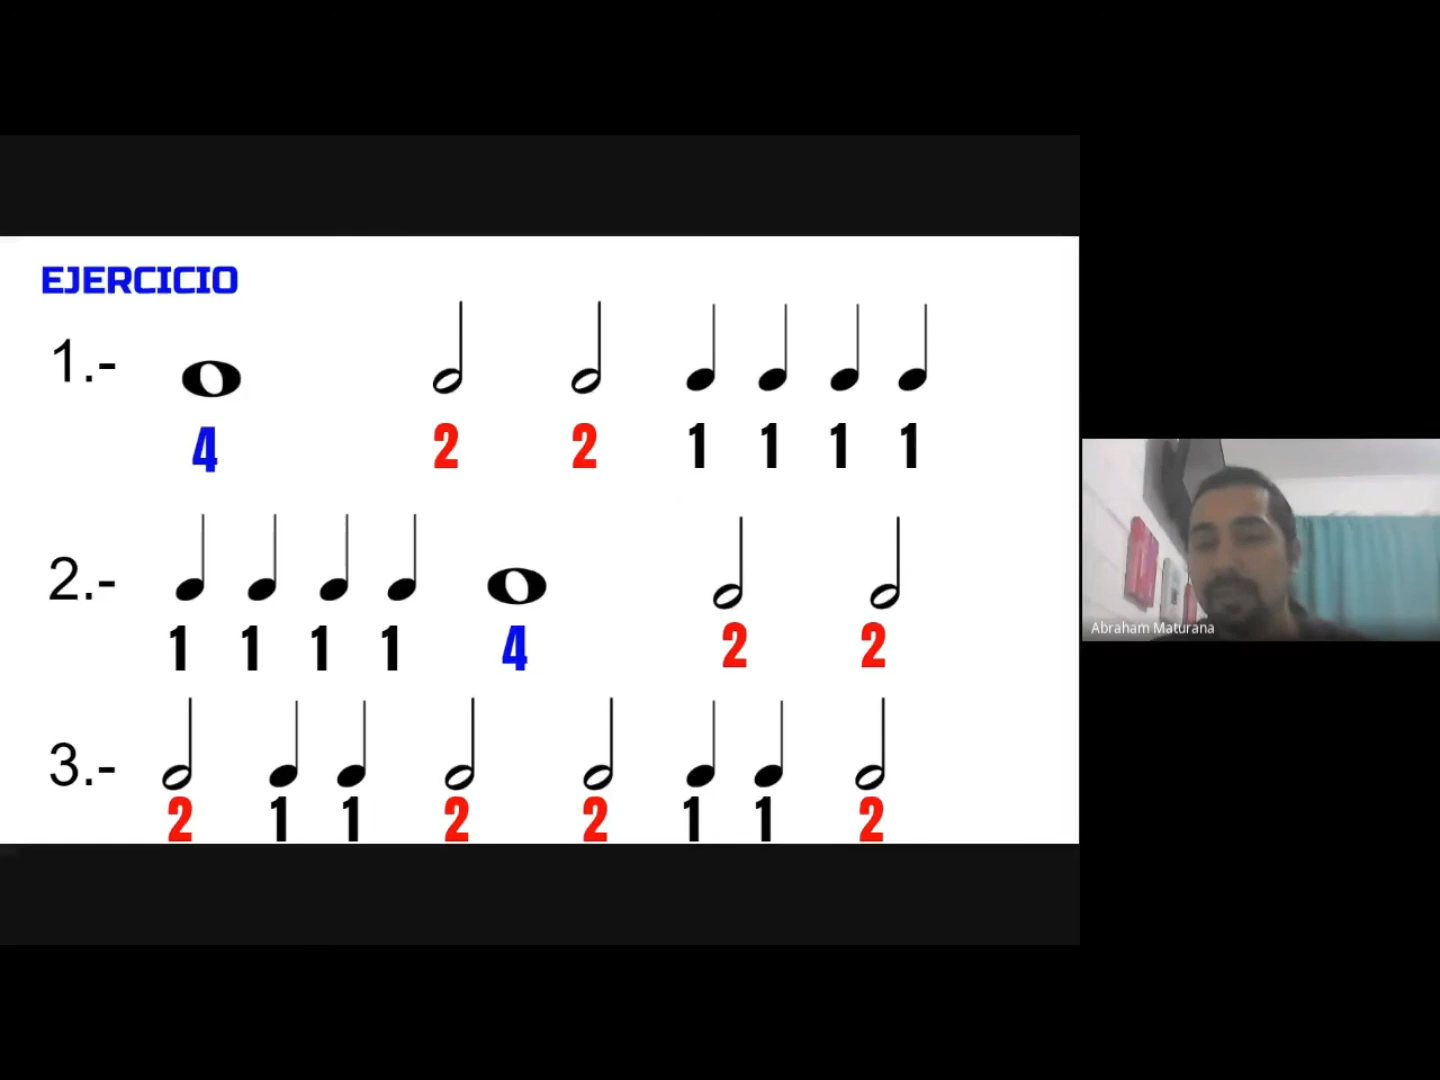 EJERCICIO
1.-
4 2 2 1 1 1 1
2.-
1 1 1 1 4 2 2
3.-
2 1 1 2 2 1 1 2
Abraham Maturana